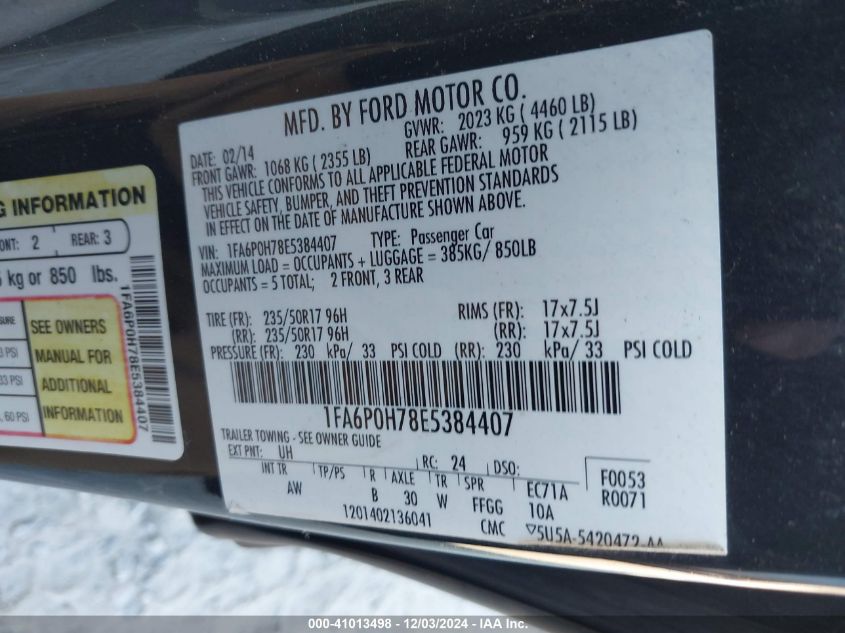 MFD. BY FORD MOTOR CO.
DATE: 02/14 GVWR: 2023 KG ( 4460 LB)
FRONT GAWR: 1068 KG ( 2355 LB) REAR GAWR: 959 KG ( 2115 LB)
THIS VEHICLE CONFORMS TO ALL APPLICABLE FEDERAL MOTOR
VEHICLE SAFETY, BUMPER, AND THEFT PREVENTION STANDARDS
IN EFFECT ON THE DATE OF MANUFACTURE SHOWN ABOVE.
VIN: 1FA6P0H78E5384407 TYPE: Passenger Car
MAXIMUM LOAD = OCCUPANTS + LUGGAGE = 385KG/ 850LB
OCCUPANTS = 5 TOTAL; 2 FRONT, 3 REAR
TIRE (FR): 235/50R17 96H RIMS (FR): 17x7.5J
(RR): 235/50R17 96H (RR): 17x7.5J
PRESSURE (FR): 230 kPa/ 33 PSI COLD (RR): 230 kPa/ 33 PSI COLD
1FA6P0H78E5384407
TRAILER TOWING - SEE OWNER GUIDE
EXT PNT: UH RC: 24 DSO:
INT TR TP/PS R AXLE TR SPR EC71A F0053
AW B 30 W FFGG 10A R0071
1201402136041 CMC ▽5U5A-5420472-AA
G INFORMATION
ONT: 2 REAR: 3
kg or 850 lbs.
SURE SEE OWNERS
PSI MANUAL FOR
33 PSI ADDITIONAL
, 60 PSI INFORMATION
1FA6P0H78E5384407
000-41013498 - 12/03/2024 - IAA Inc.